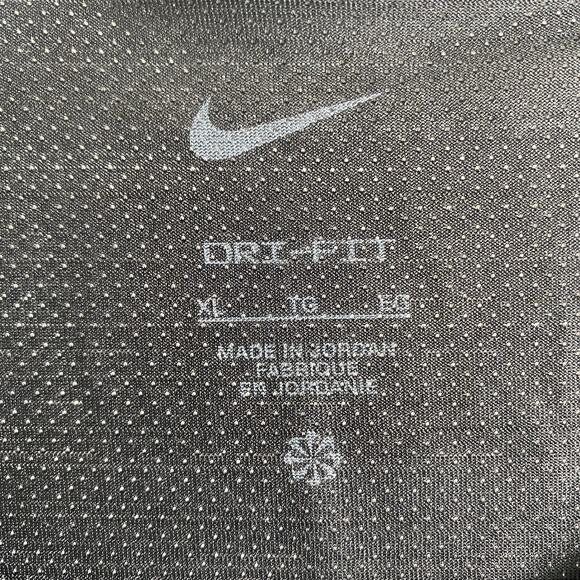 DRI-FIT
XL TG EG
MADE IN JORDAN
FABRIQUE
EN JORDANIE